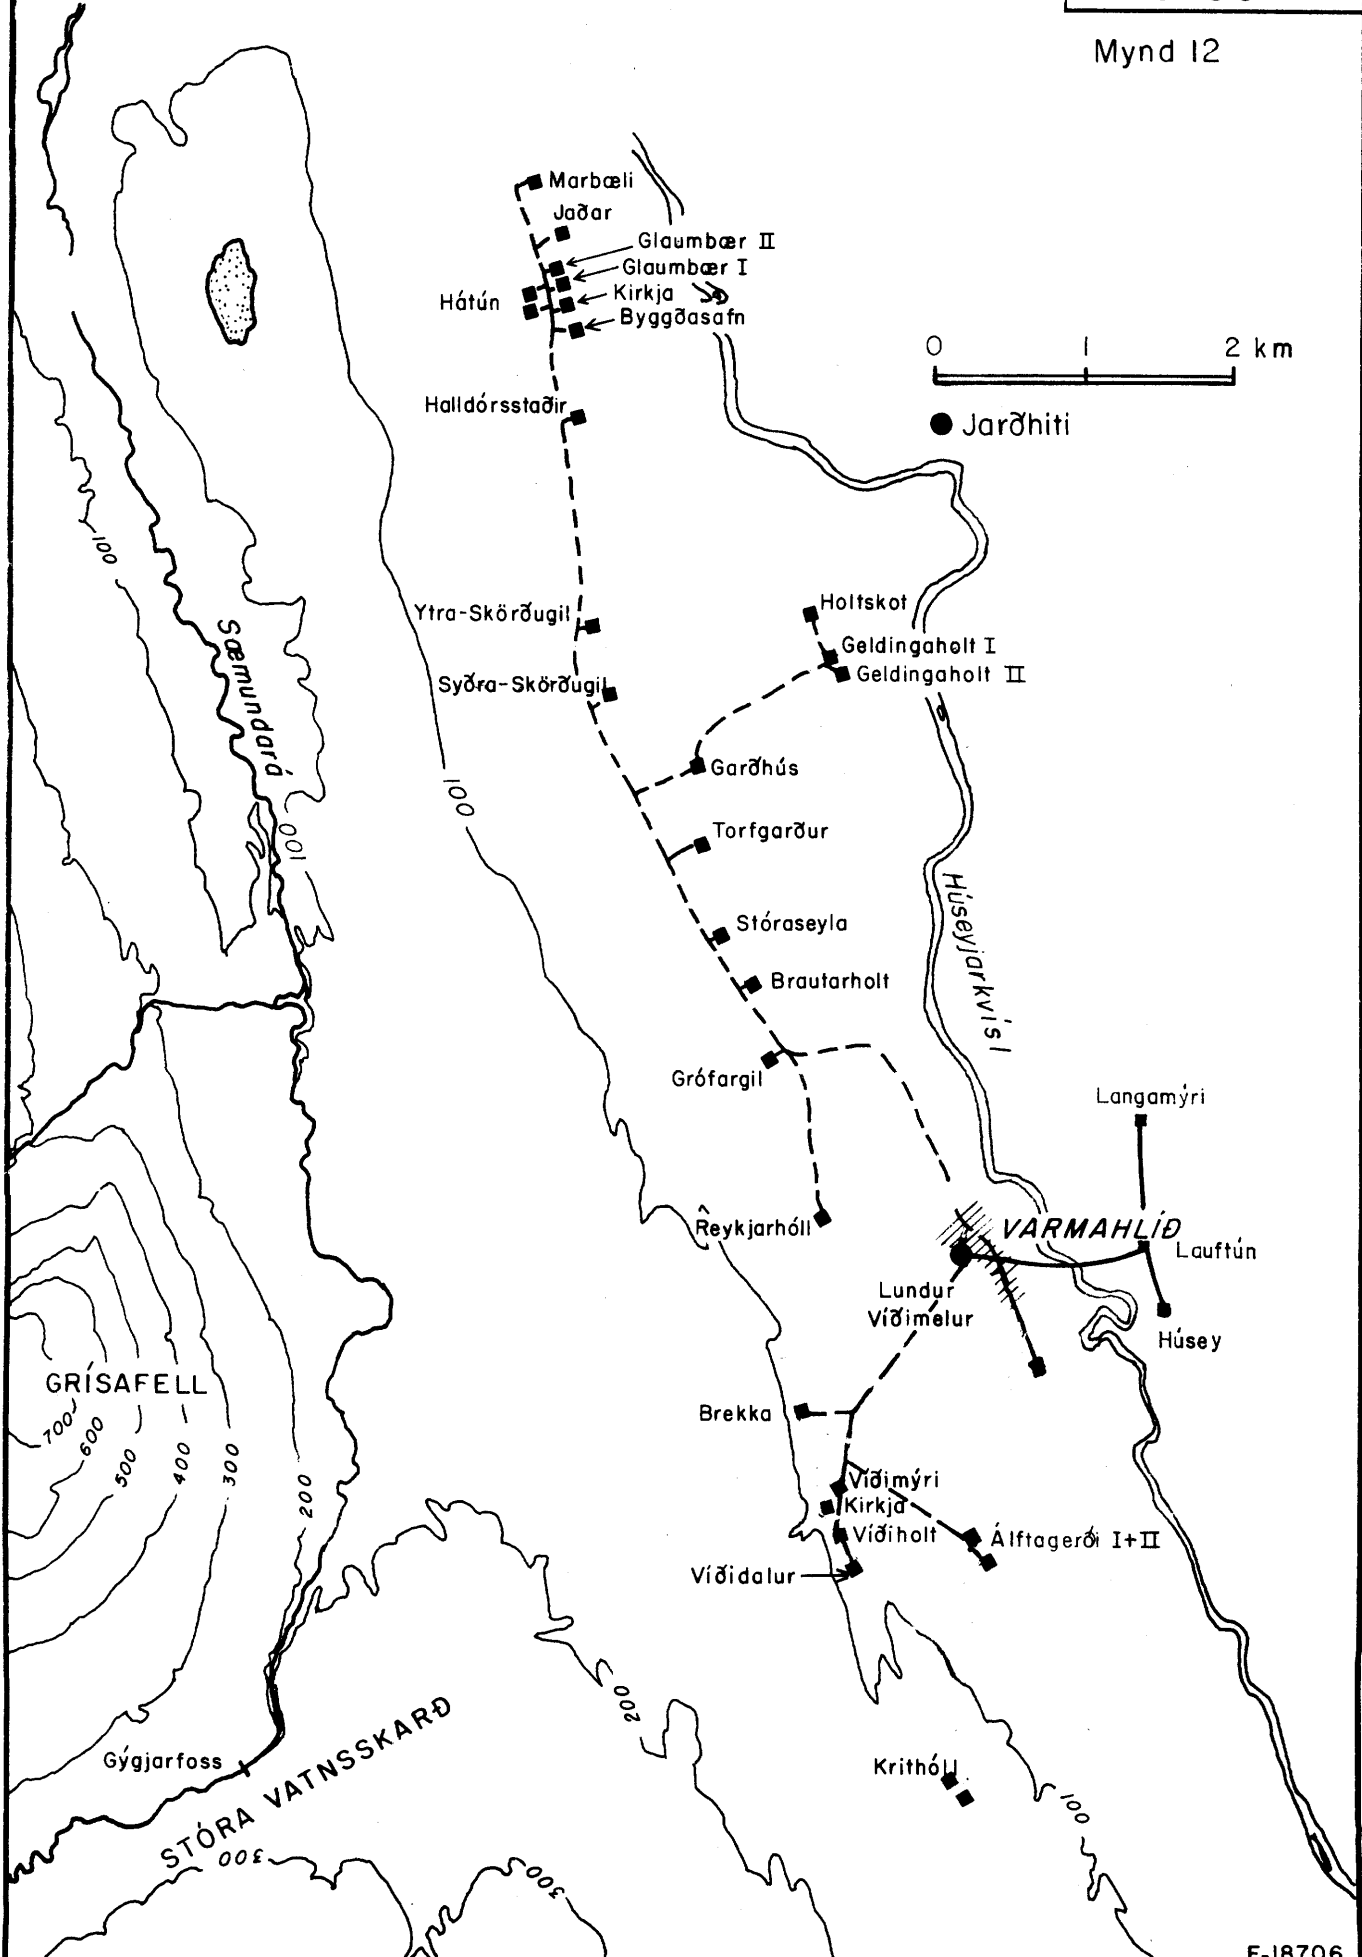 Mynd 12
Marbæli
Jaðar
Glaumbær II
Glaumbær I
Hátún
Kirkja
Byggðasafn
0 1 2 km
Jarðhiti
Halldórsstaðir
100
Ytra-Skörðugil
Holtskot
Geldingaholt I
Geldingaholt II
Sæmundará
Syðra-Skörðugil
Garðhús
100
100
Torfgarður
Húseyjarkvísl
Stóraseyla
Brautarholt
Grófargil
Langamýri
Reykjarhóll
VARMAHLÍÐ
Lauftún
Lundur
Víðimelur
Húsey
GRÍSAFELL
Brekka
700
600
500
400
300
200
Víðimýri
Kirkja
Víðiholt
Álftagerði I+II
Víðidalur
200
Gýgjarfoss
STÓRA VATNSSKARÐ
Krithóll
100
300
300
F-18706